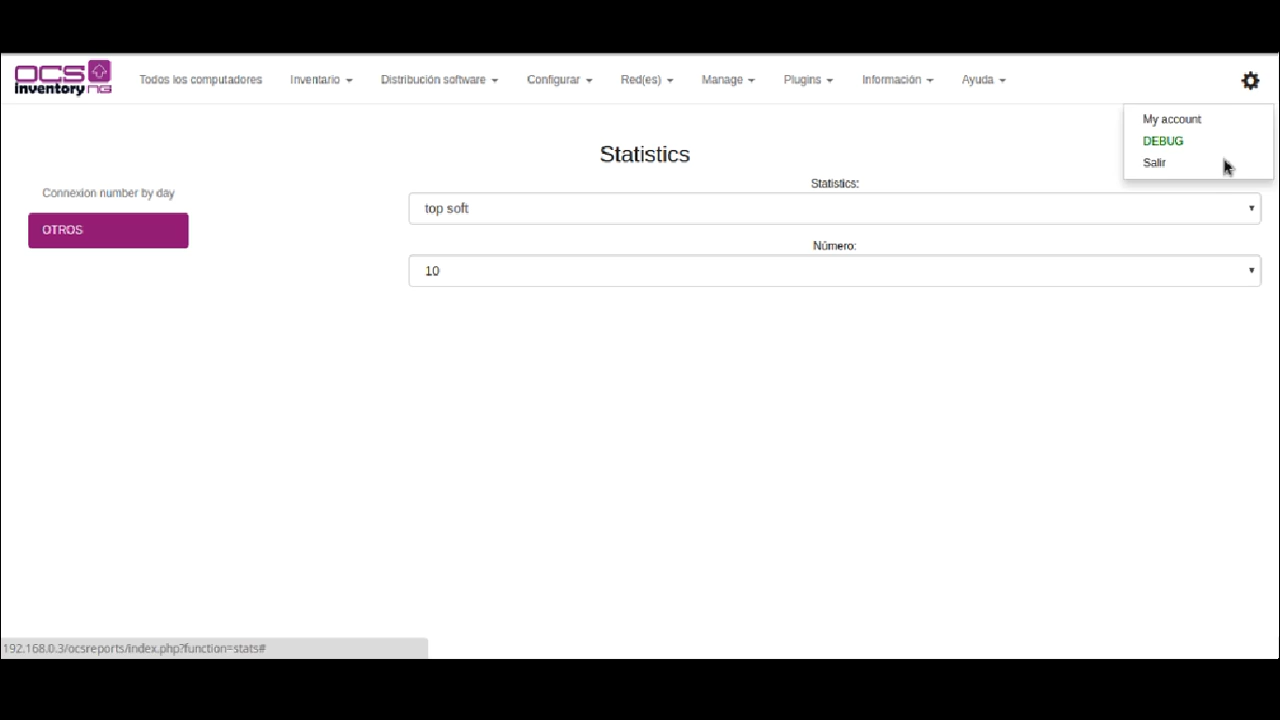 OCS
inventory NG
Todos los computadores Inventario Distribución software Configurar Red(es) Manage Plugins Información Ayuda
My account
DEBUG
Salir
Statistics
Connexion number by day
OTROS
Statistics:
top soft
Número:
10
192.168.0.3/ocsreports/index.php?function=stats#